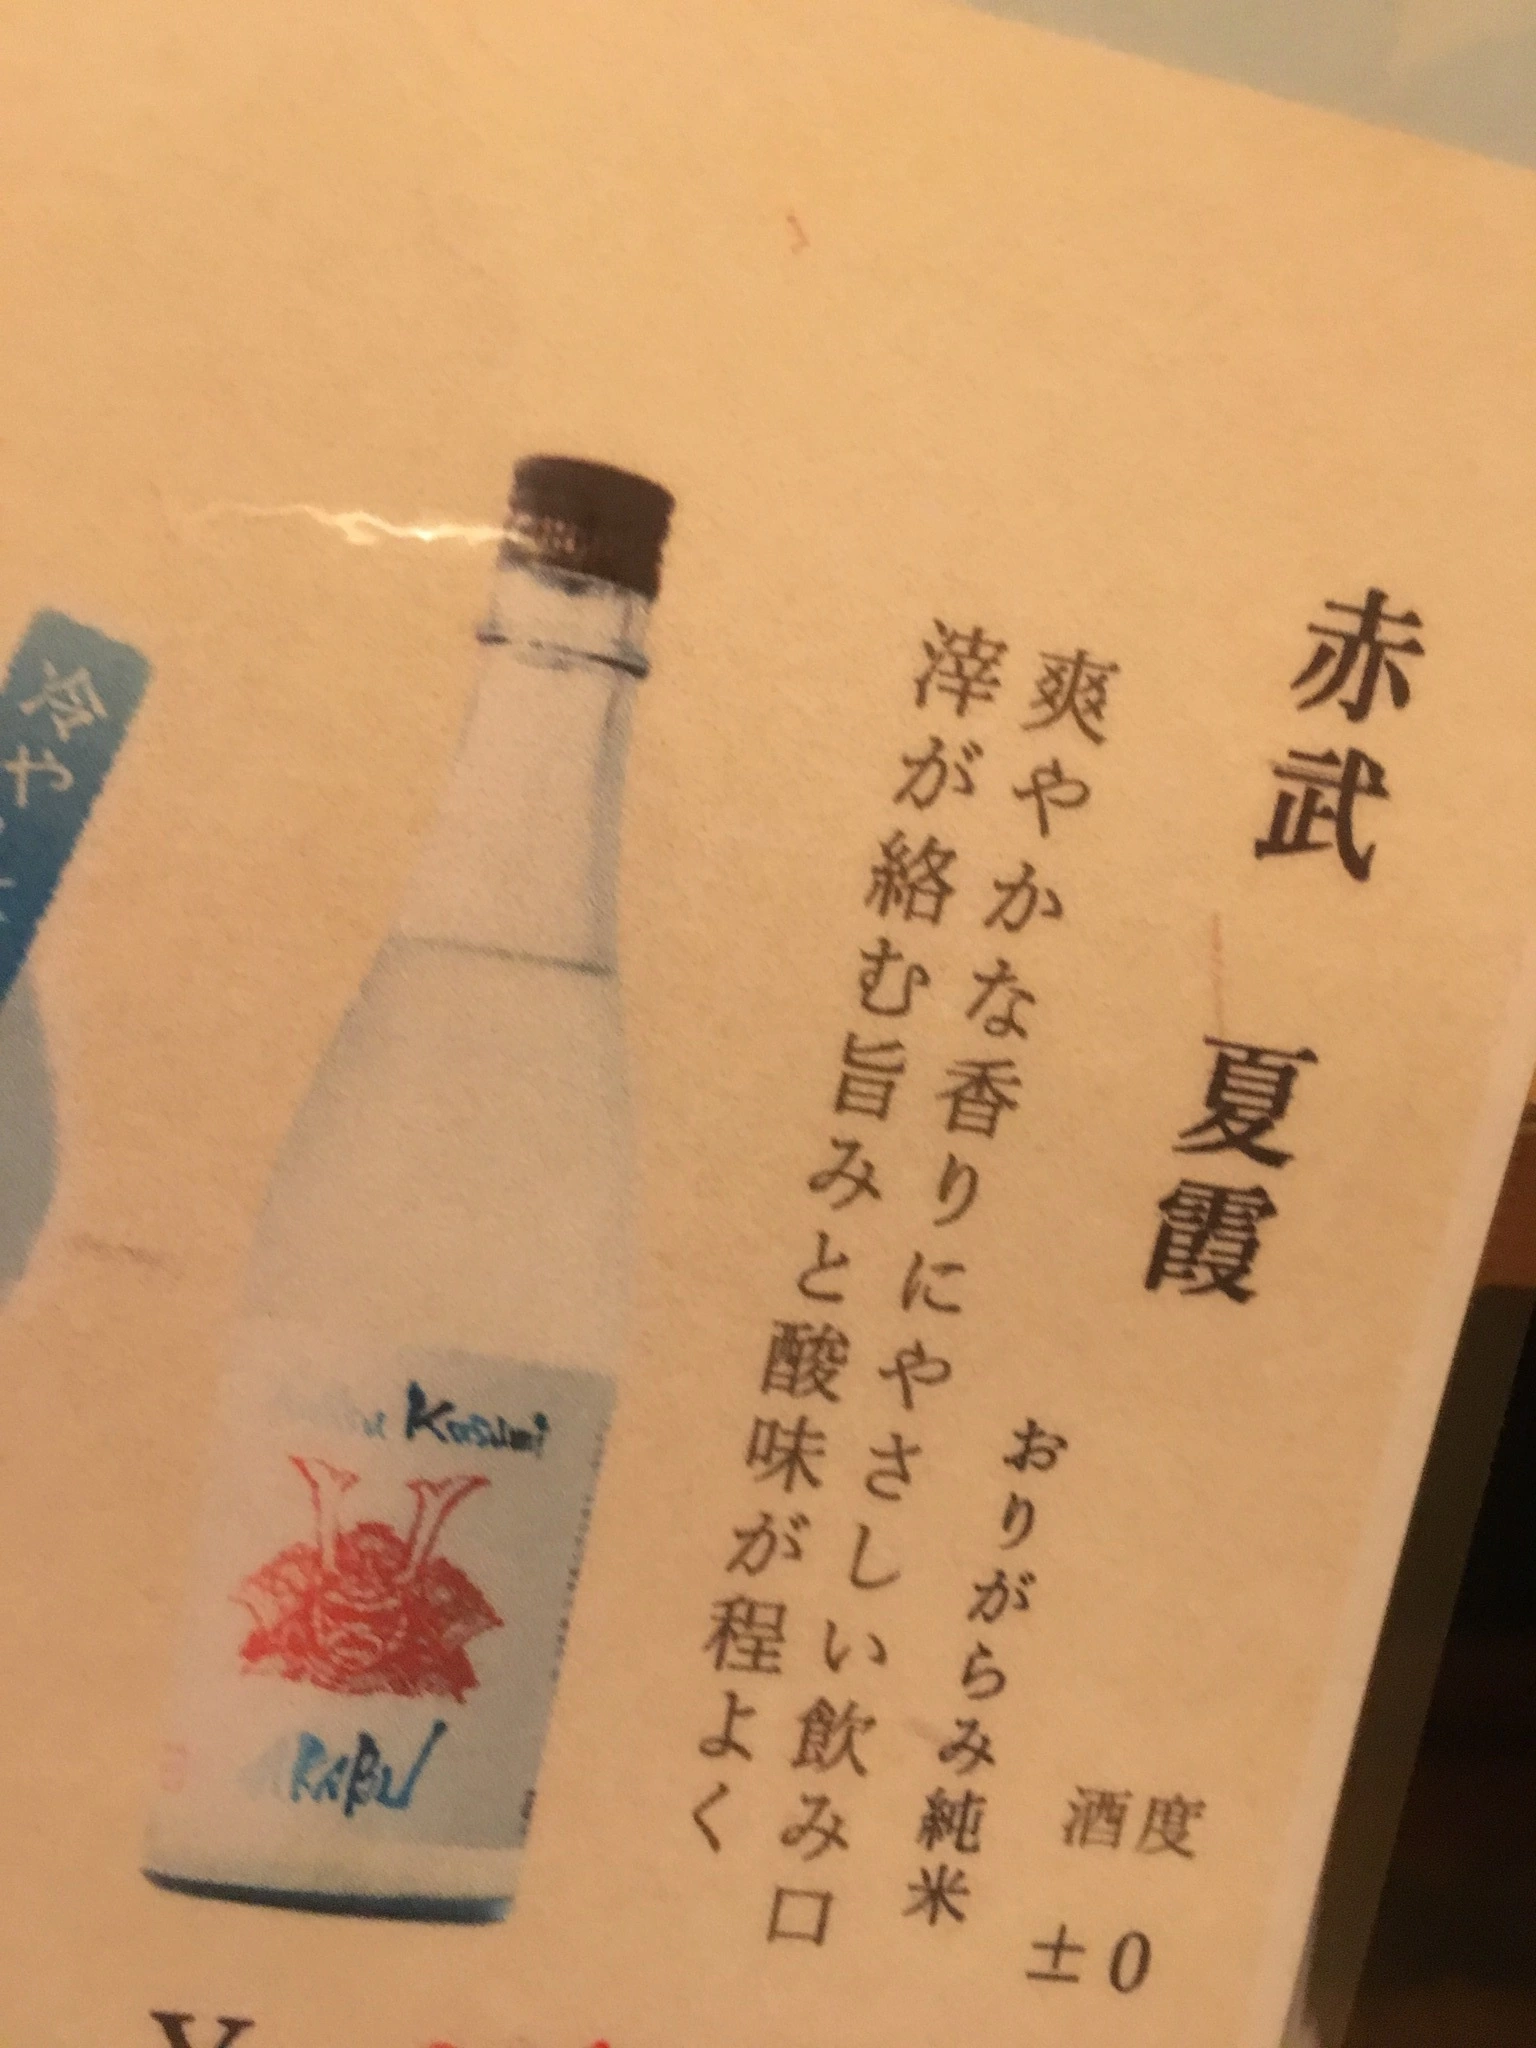 赤武 夏霞
酒度
±0
おりがらみ純米
爽やかな香りにやさしい飲み口
滓が絡む旨みと酸味が程よく
Kasumi
ARABU
¥